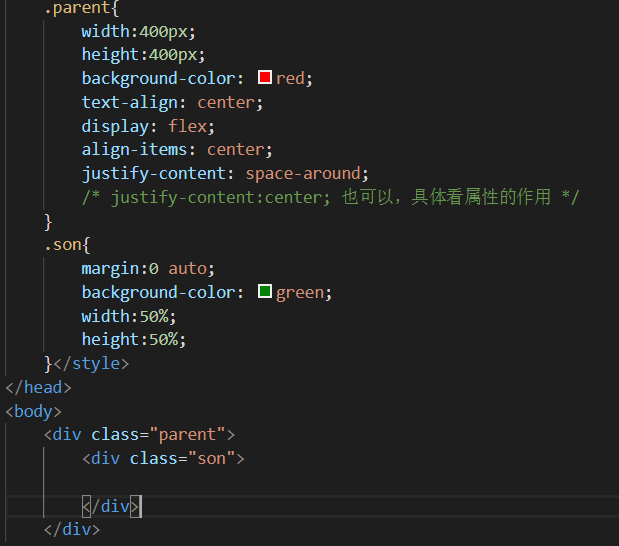 .parent{
width:400px;
height:400px;
background-color: red;
text-align: center;
display: flex;
align-items: center;
justify-content: space-around;
/* justify-content:center; 也可以，具体看属性的作用 */
}
.son{
margin:0 auto;
background-color: green;
width:50%;
height:50%;
}</style>
</head>
<body>
<div class="parent">
<div class="son">
</div>
</div>